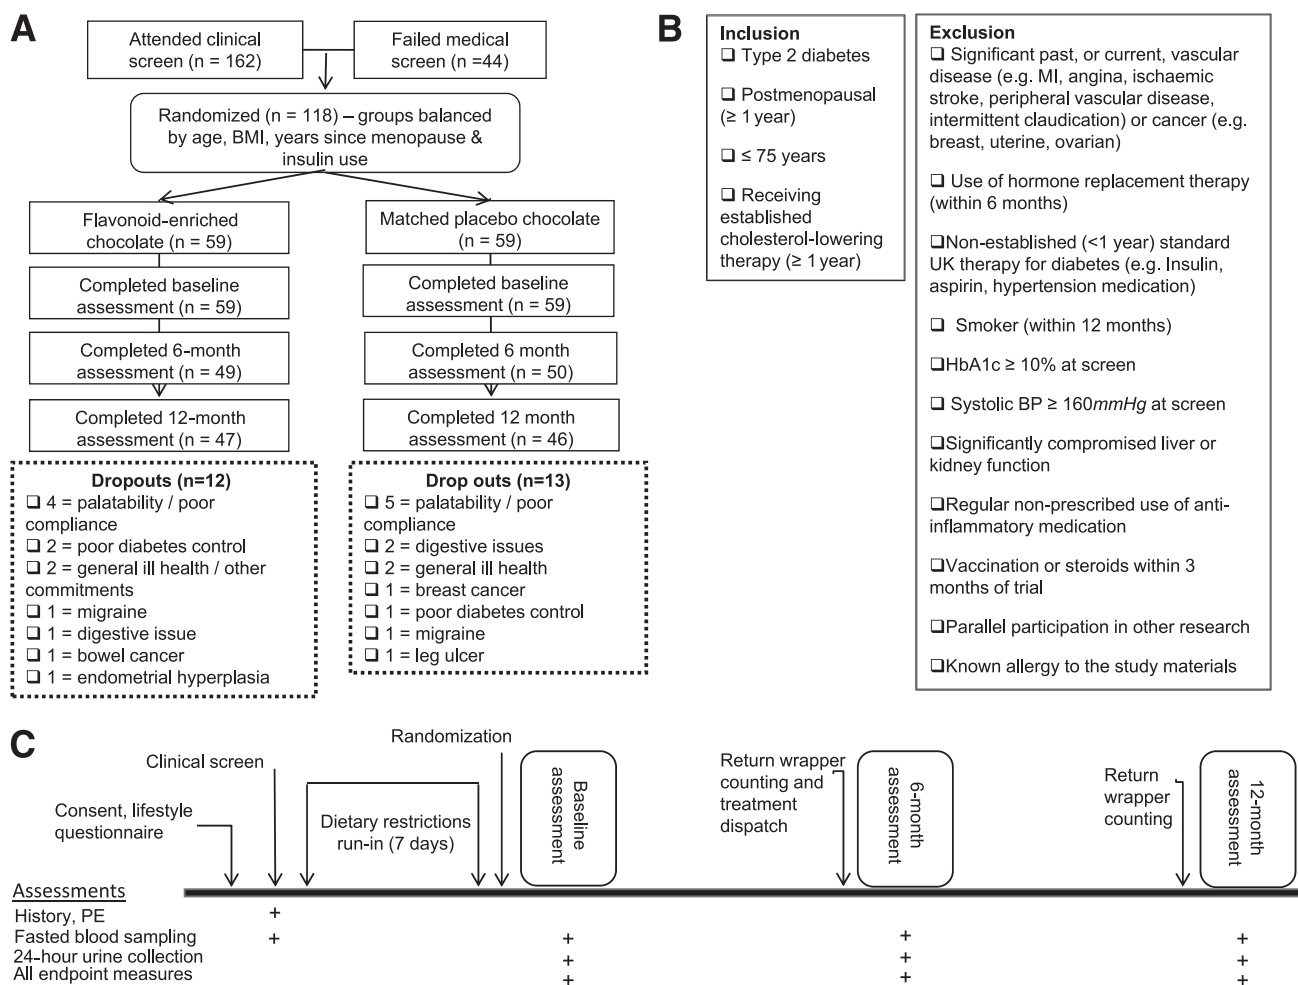 A
Attended clinical
screen (n = 162)
Failed medical
screen (n =44)
Randomized (n = 118) – groups balanced
by age, BMI, years since menopause &
insulin use
Flavonoid-enriched
chocolate (n = 59)
Matched placebo chocolate
(n = 59)
Completed baseline
assessment (n = 59)
Completed baseline
assessment (n = 59)
Completed 6-month
assessment (n = 49)
Completed 6 month
assessment (n = 50)
Completed 12-month
assessment (n = 47)
Completed 12 month
assessment (n = 46)
Dropouts (n=12)
❑ 4 = palatability / poor
compliance
❑ 2 = poor diabetes control
❑ 2 = general ill health / other
commitments
❑ 1 = migraine
❑ 1 = digestive issue
❑ 1 = bowel cancer
❑ 1 = endometrial hyperplasia
Drop outs (n=13)
❑ 5 = palatability / poor
compliance
❑ 2 = digestive issues
❑ 2 = general ill health
❑ 1 = breast cancer
❑ 1 = poor diabetes control
❑ 1 = migraine
❑ 1 = leg ulcer
B
Inclusion
❑ Type 2 diabetes
❑ Postmenopausal
(≥ 1 year)
❑ ≤ 75 years
❑ Receiving
established
cholesterol-lowering
therapy (≥ 1 year)
Exclusion
❑ Significant past, or current, vascular
disease (e.g. MI, angina, ischaemic
stroke, peripheral vascular disease,
intermittent claudication) or cancer (e.g.
breast, uterine, ovarian)
❑ Use of hormone replacement therapy
(within 6 months)
❑Non-established (<1 year) standard
UK therapy for diabetes (e.g. Insulin,
aspirin, hypertension medication)
❑ Smoker (within 12 months)
❑HbA1c ≥ 10% at screen
❑ Systolic BP ≥ 160mmHg at screen
❑Significantly compromised liver or
kidney function
❑Regular non-prescribed use of anti-
inflammatory medication
❑Vaccination or steroids within 3
months of trial
❑Parallel participation in other research
❑Known allergy to the study materials
C
Consent, lifestyle
questionnaire
Clinical screen
Dietary restrictions
run-in (7 days)
Randomization
Baseline
assessment
Return wrapper
counting and
treatment
dispatch
6-month
assessment
Return
wrapper
counting
12-month
assessment
Assessments
History, PE +
Fasted blood sampling + + + +
24-hour urine collection + + +
All endpoint measures + + +